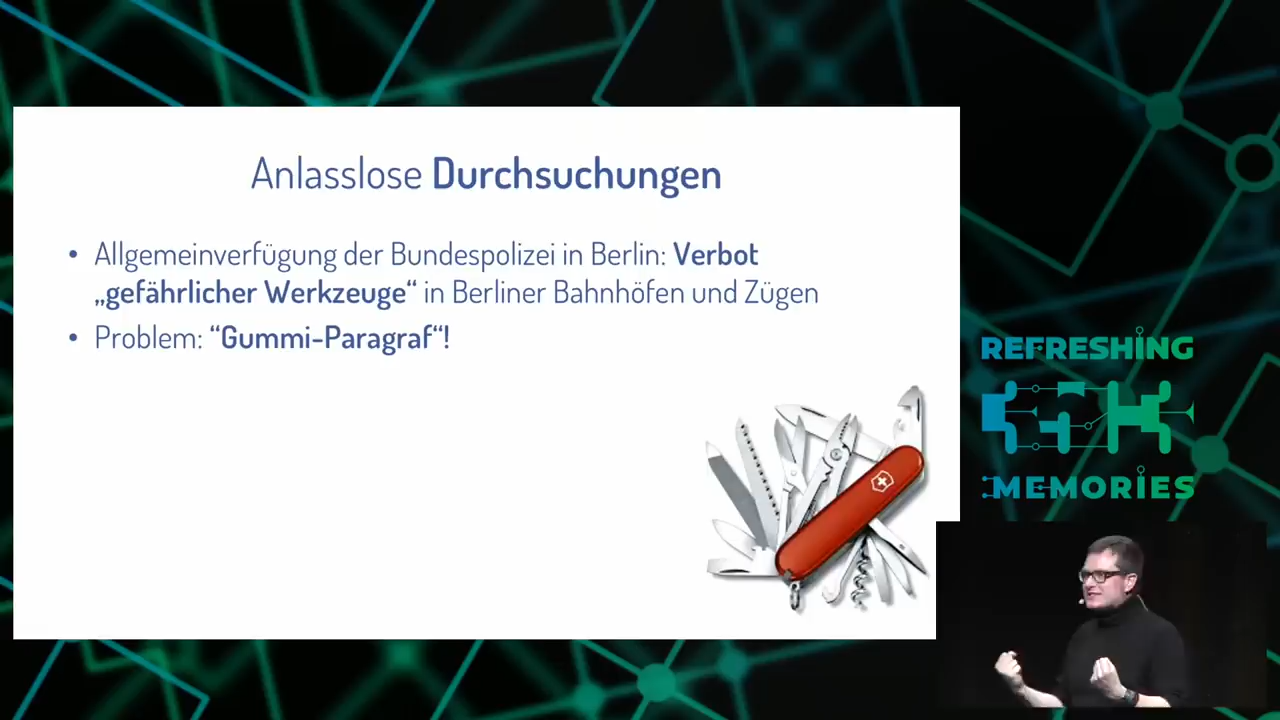 Anlasslose Durchsuchungen
• Allgemeinverfügung der Bundespolizei in Berlin: Verbot
„gefährlicher Werkzeuge“ in Berliner Bahnhöfen und Zügen
• Problem: “Gummi-Paragraf“!
REFRESHING
35C3
MEMORIES